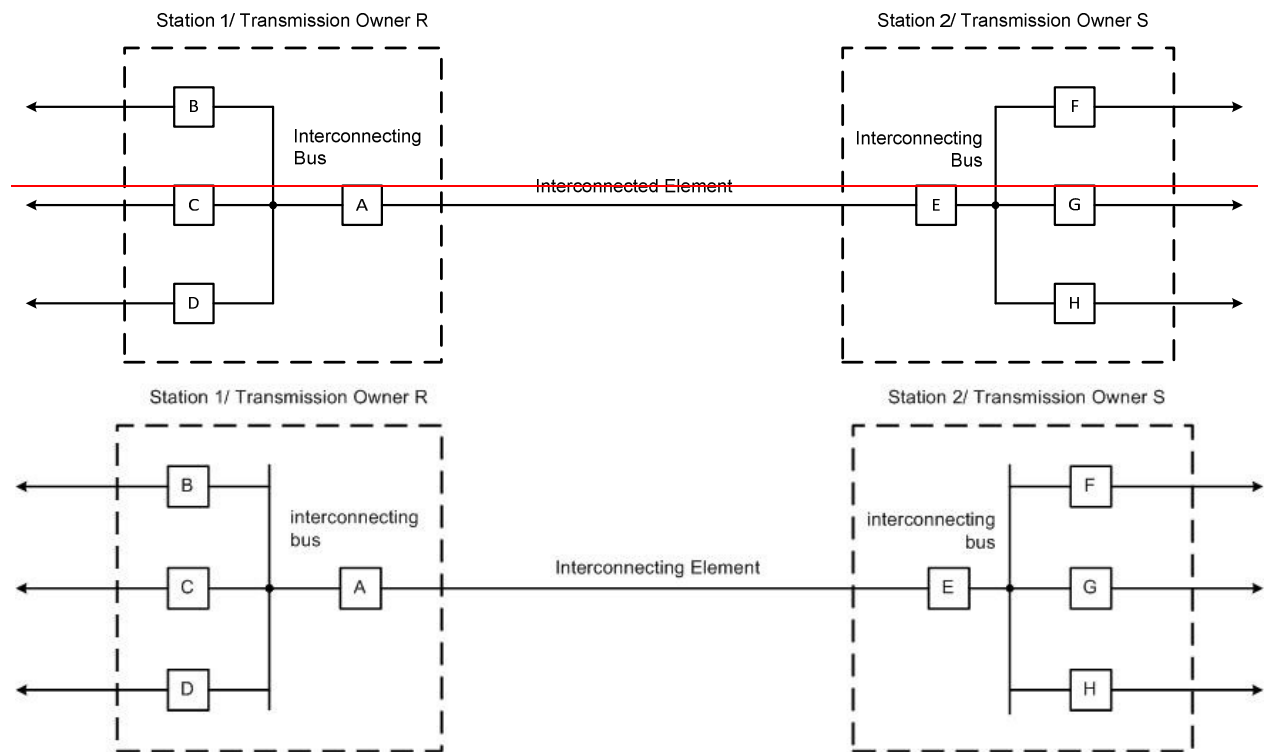 Station 1/ Transmission Owner R
Station 2/ Transmission Owner S
B
F
Interconnecting
Bus
Interconnecting
Bus
Interconnected Element
C
A
E
G
D
H
Station 1/ Transmission Owner R
Station 2/ Transmission Owner S
B
F
interconnecting
bus
interconnecting
bus
Interconnecting Element
C
A
E
G
D
H